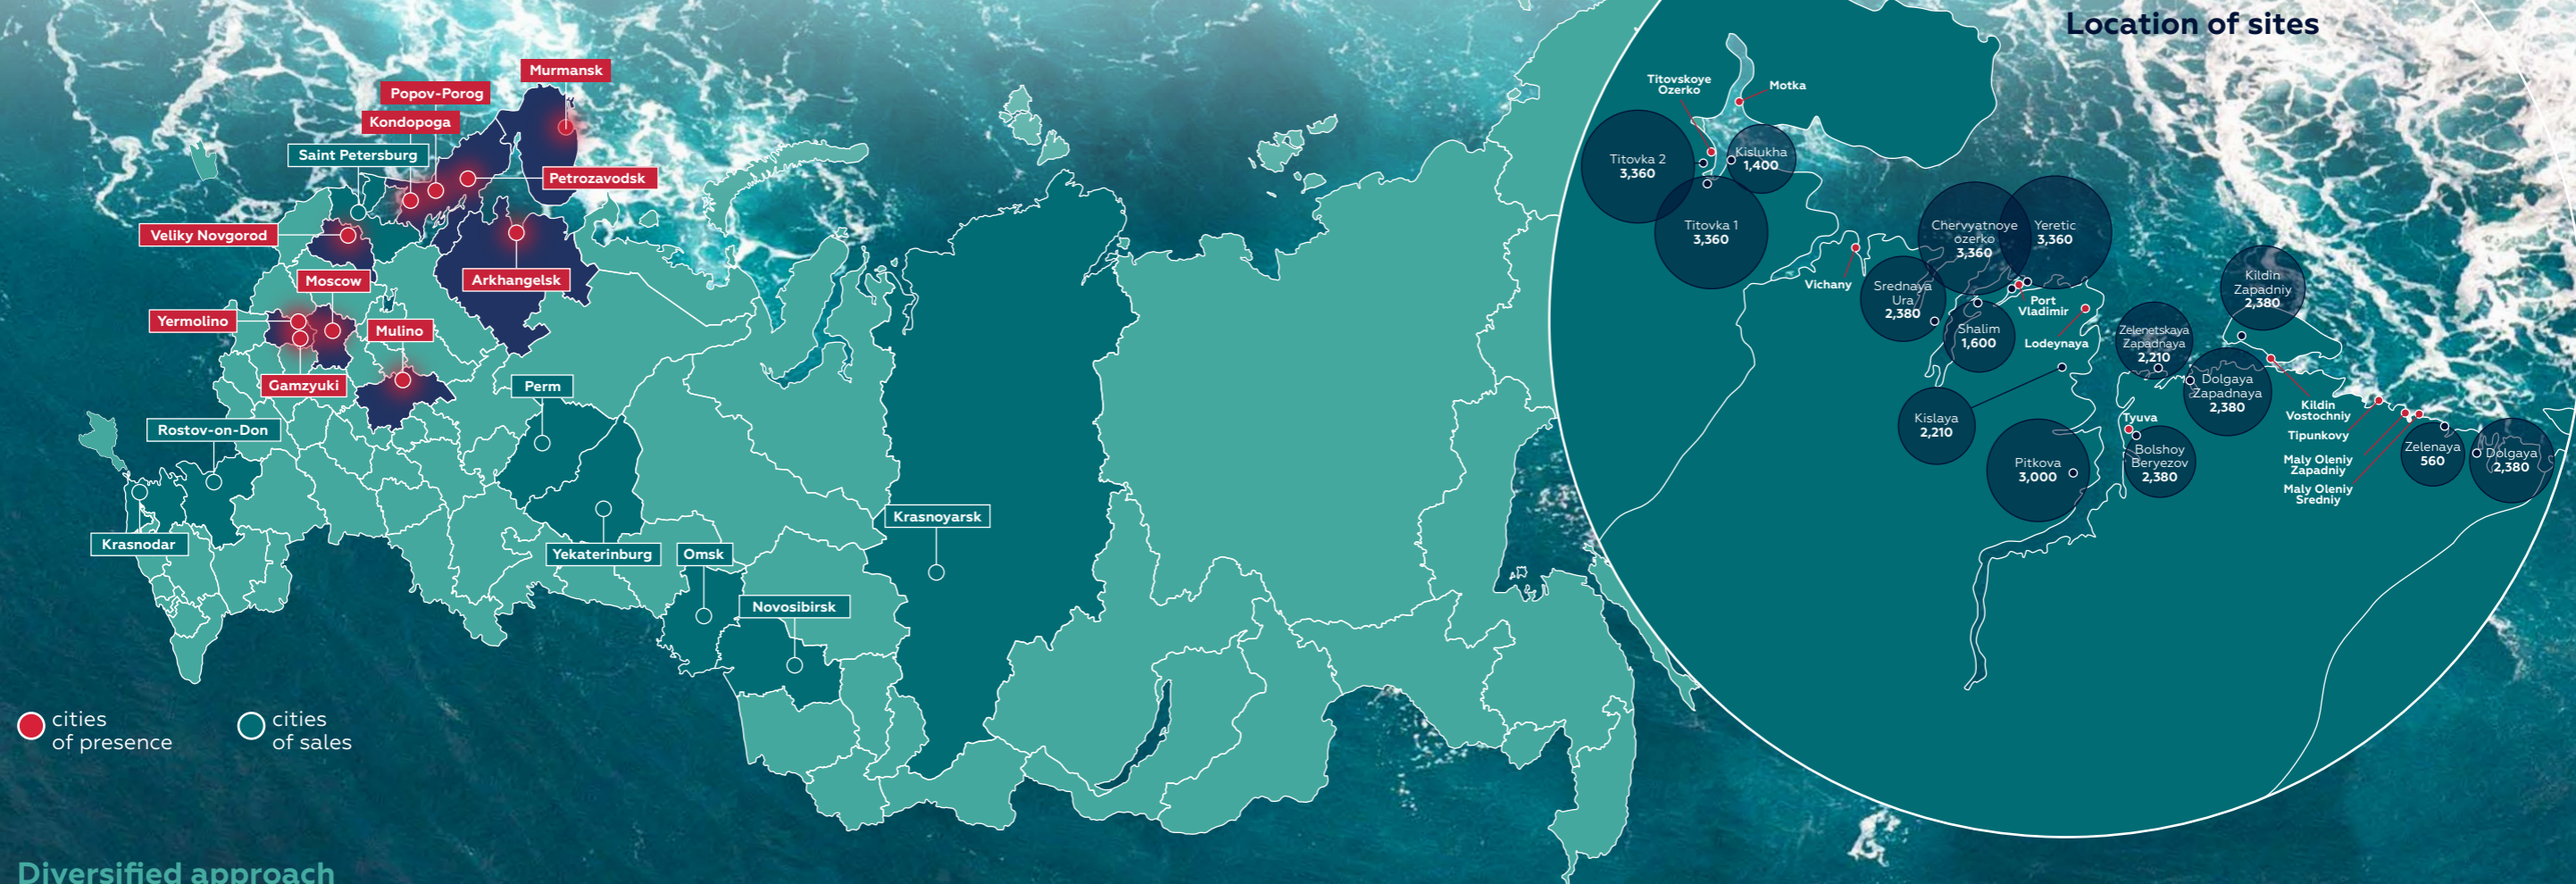 Location of sites
Murmansk
Popov-Porog
Kondopoga
Saint Petersburg
Petrozavodsk
Veliky Novgorod
Arkhangelsk
Moscow
Yermolino
Mulino
Gamzyuki
Perm
Rostov-on-Don
Krasnodar
Yekaterinburg
Omsk
Krasnoyarsk
Novosibirsk
cities
of presence
cities
of sales
Titovskoye
Ozerko
Motka
Titovka 2
3,360
Kislukha
1,400
Titovka 1
3,360
Vichany
Chervyatnoye
ozerko
3,360
Yeretic
3,360
Srednaya
Ura
2,380
Port
Vladimir
Shalim
1,600
Lodeynaya
Kildin
Zapadniy
2,380
Zelenetskaya
Zapadnaya
2,210
Dolgaya
Zapadnaya
2,380
Kislaya
2,210
Pitkova
3,000
Tyuva
Bolshoy
Beryezov
2,380
Kildin
Vostochniy
Tipunkovy
Maly Oleniy
Zapadniy
Maly Oleniy
Sredniy
Zelenaya
560
Dolgaya
2,380
Diversified approach